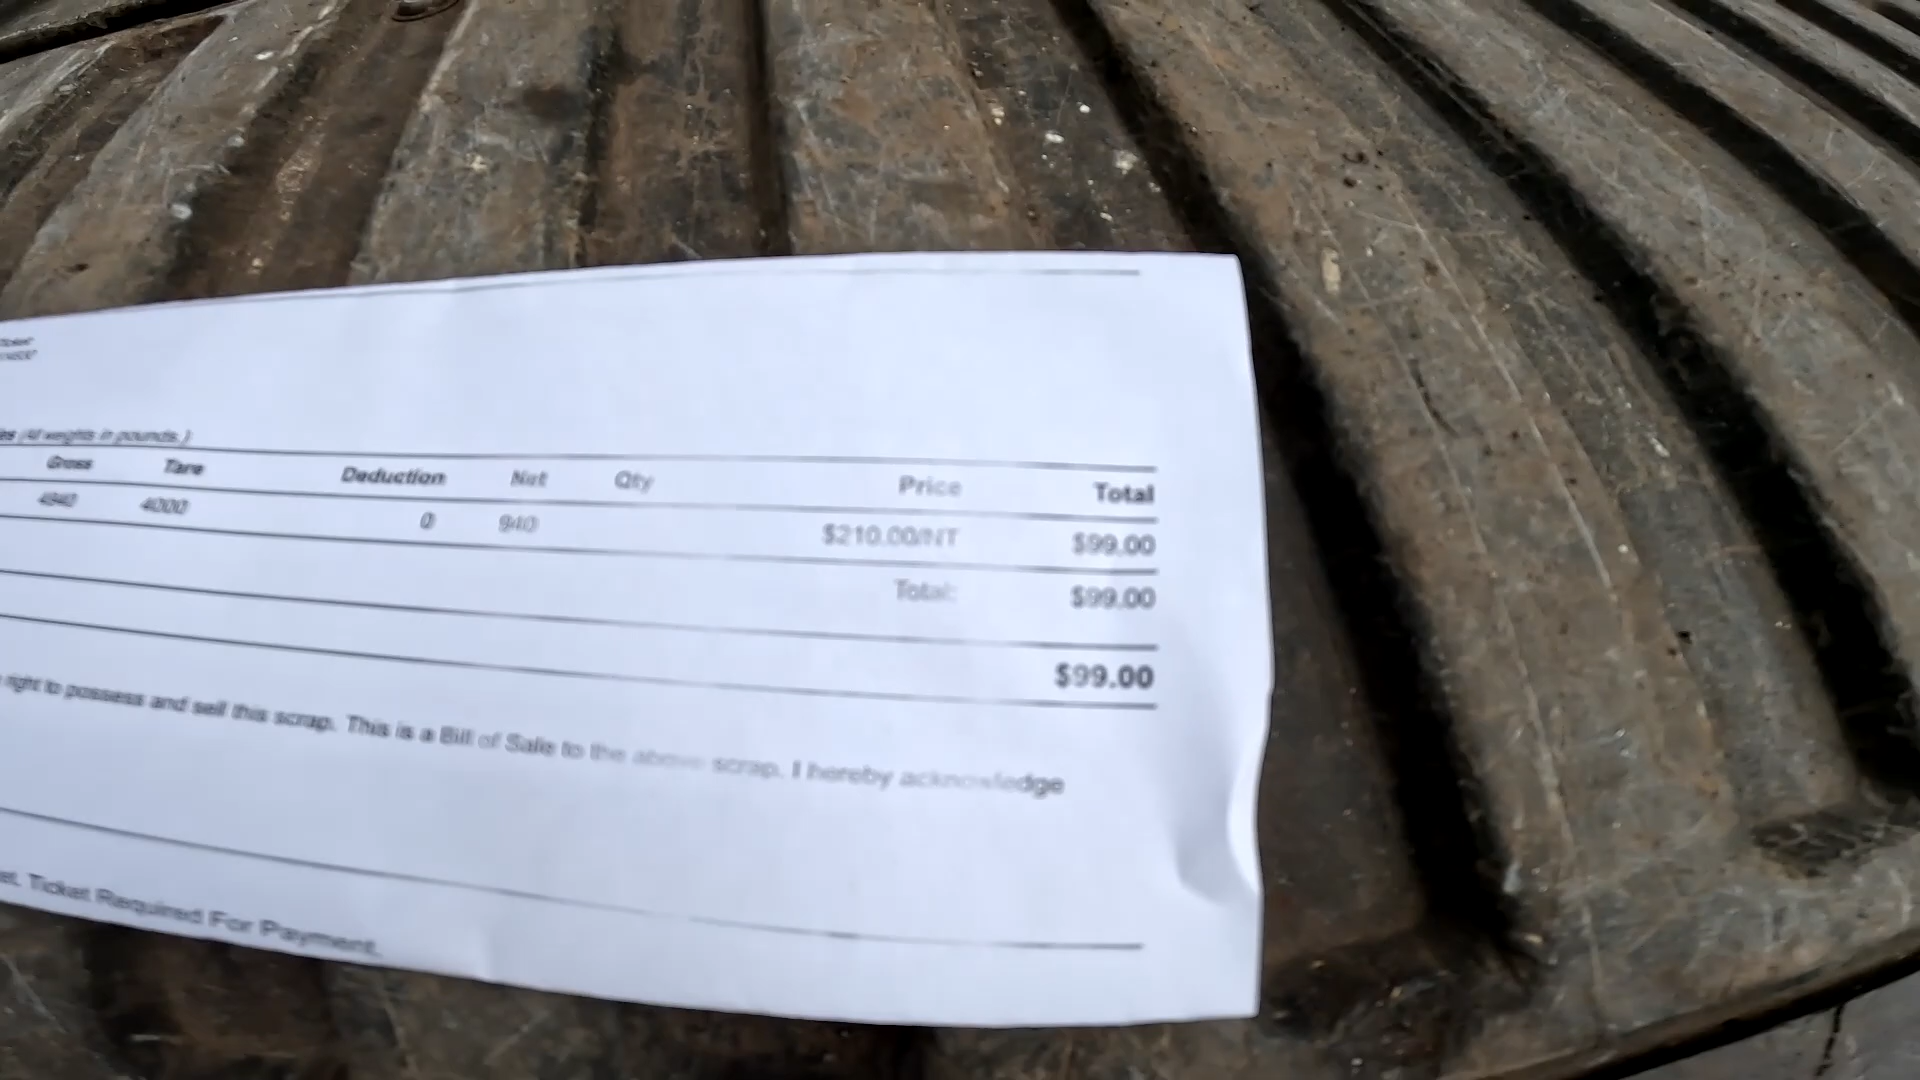 Ticket
(All weights in pounds.)
Gross Tare Deduction Net Qty Price Total
4940 4000 0 940 $210.00/NT $99.00
Total: $99.00
$99.00
right to possess and sell this scrap. This is a Bill of Sale to the above scrap. I hereby acknowledge
Ticket Required For Payment.